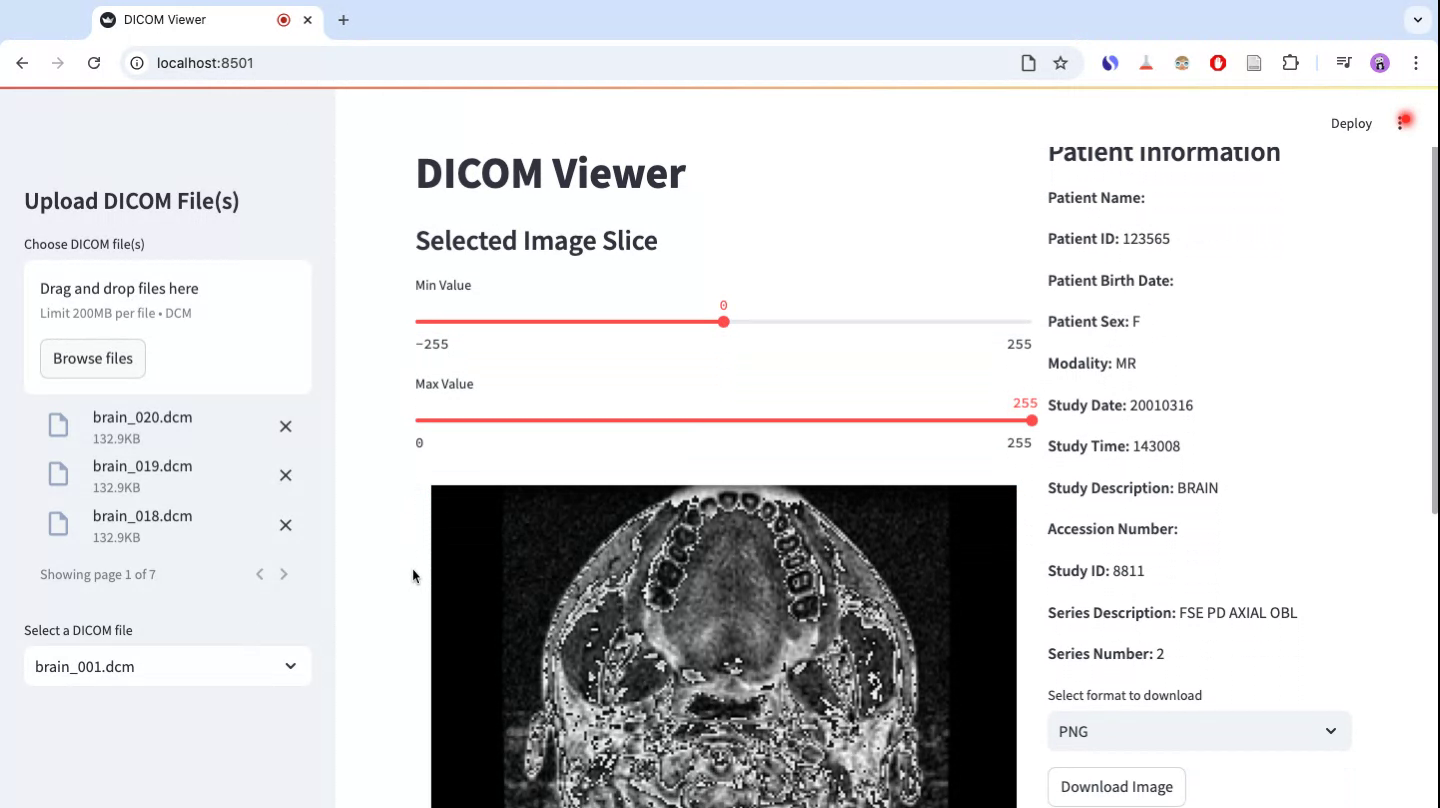 DICOM Viewer
localhost:8501
Deploy
Upload DICOM File(s)
Choose DICOM file(s)
Drag and drop files here
Limit 200MB per file • DCM
Browse files
brain_020.dcm
132.9KB
brain_019.dcm
132.9KB
brain_018.dcm
132.9KB
Showing page 1 of 7
Select a DICOM file
brain_001.dcm
DICOM Viewer
Selected Image Slice
Min Value
0
−255 255
Max Value
255
0 255
Patient Information
Patient Name:
Patient ID: 123565
Patient Birth Date:
Patient Sex: F
Modality: MR
Study Date: 20010316
Study Time: 143008
Study Description: BRAIN
Accession Number:
Study ID: 8811
Series Description: FSE PD AXIAL OBL
Series Number: 2
Select format to download
PNG
Download Image